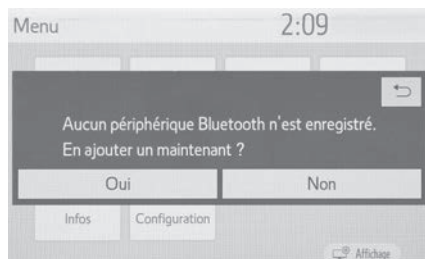 Menu
2:09
Aucun périphérique Bluetooth n'est enregistré.
En ajouter un maintenant ?
Oui
Non
Infos
Configuration
Affichage